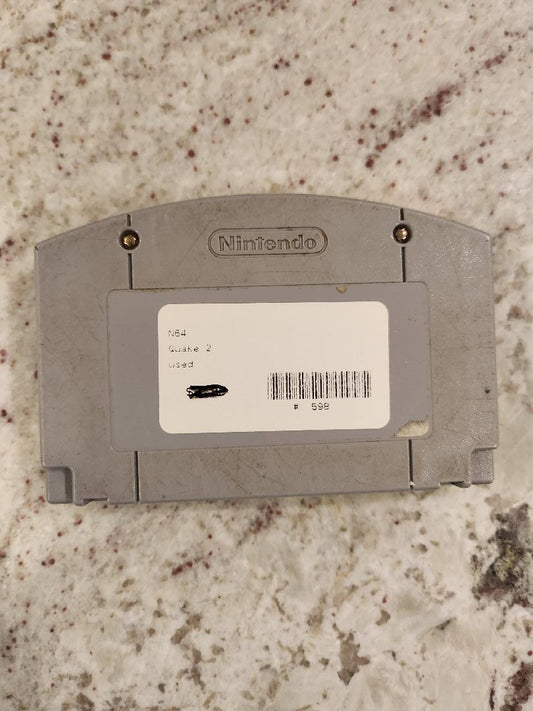 Nintendo
N64
Quake 2
used
# 598